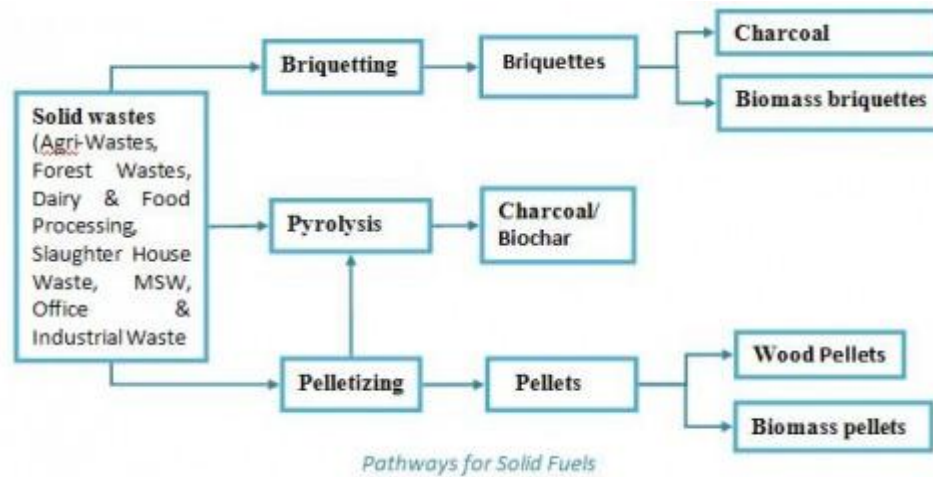 Solid wastes
(Agri-Wastes,
Forest Wastes,
Dairy & Food
Processing,
Slaughter House
Waste, MSW,
Office &
Industrial Waste
Briquetting
Briquettes
Charcoal
Biomass briquettes
Pyrolysis
Charcoal/
Biochar
Pelletizing
Pellets
Wood Pellets
Biomass pellets
Pathways for Solid Fuels